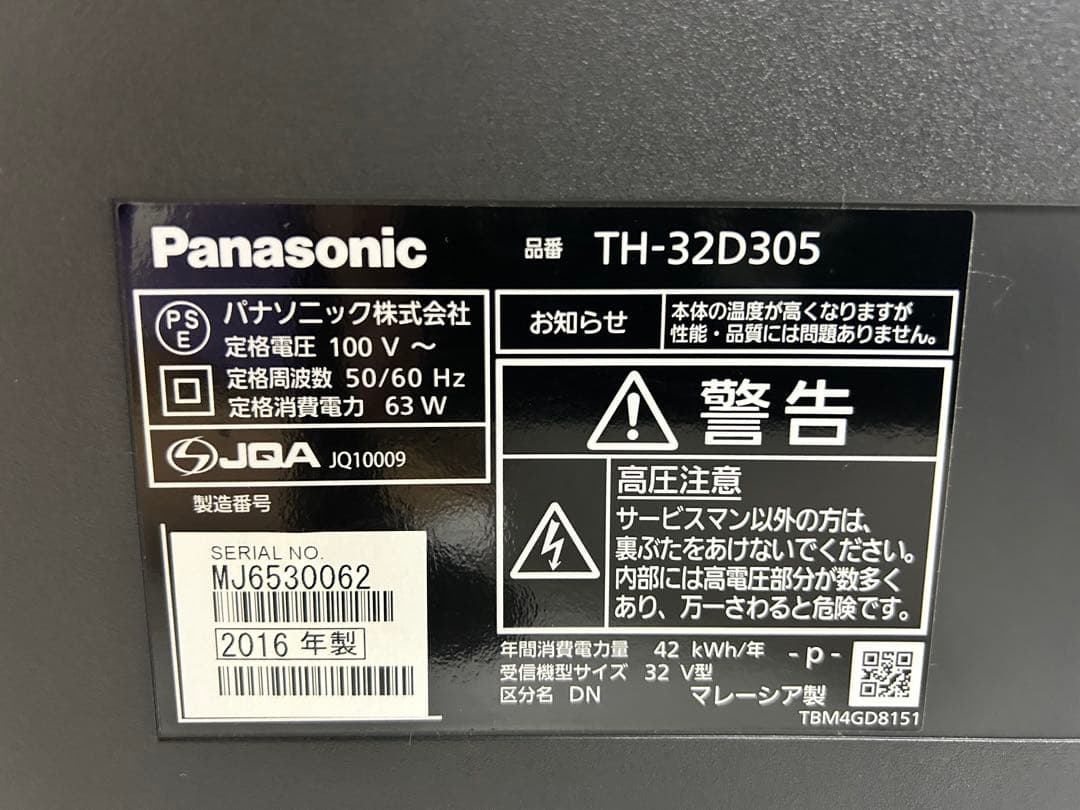 Panasonic
品番 TH-32D305
PS
E
パナソニック株式会社
定格電圧 100 V ~
定格周波数 50/60 Hz
定格消費電力 63 W
JQA JQ10009
製造番号
SERIAL NO.
MJ6530062
2016 年製
お知らせ
本体の温度が高くなりますが
性能・品質には問題ありません。
警告
高圧注意
サービスマン以外の方は、
裏ぶたをあけないでください。
内部には高電圧部分が数多く
あり、万一さわると危険です。
年間消費電力量 42 kWh/年
受信機型サイズ 32 V型
区分名 DN
-p-
マレーシア製
TBM4GD8151